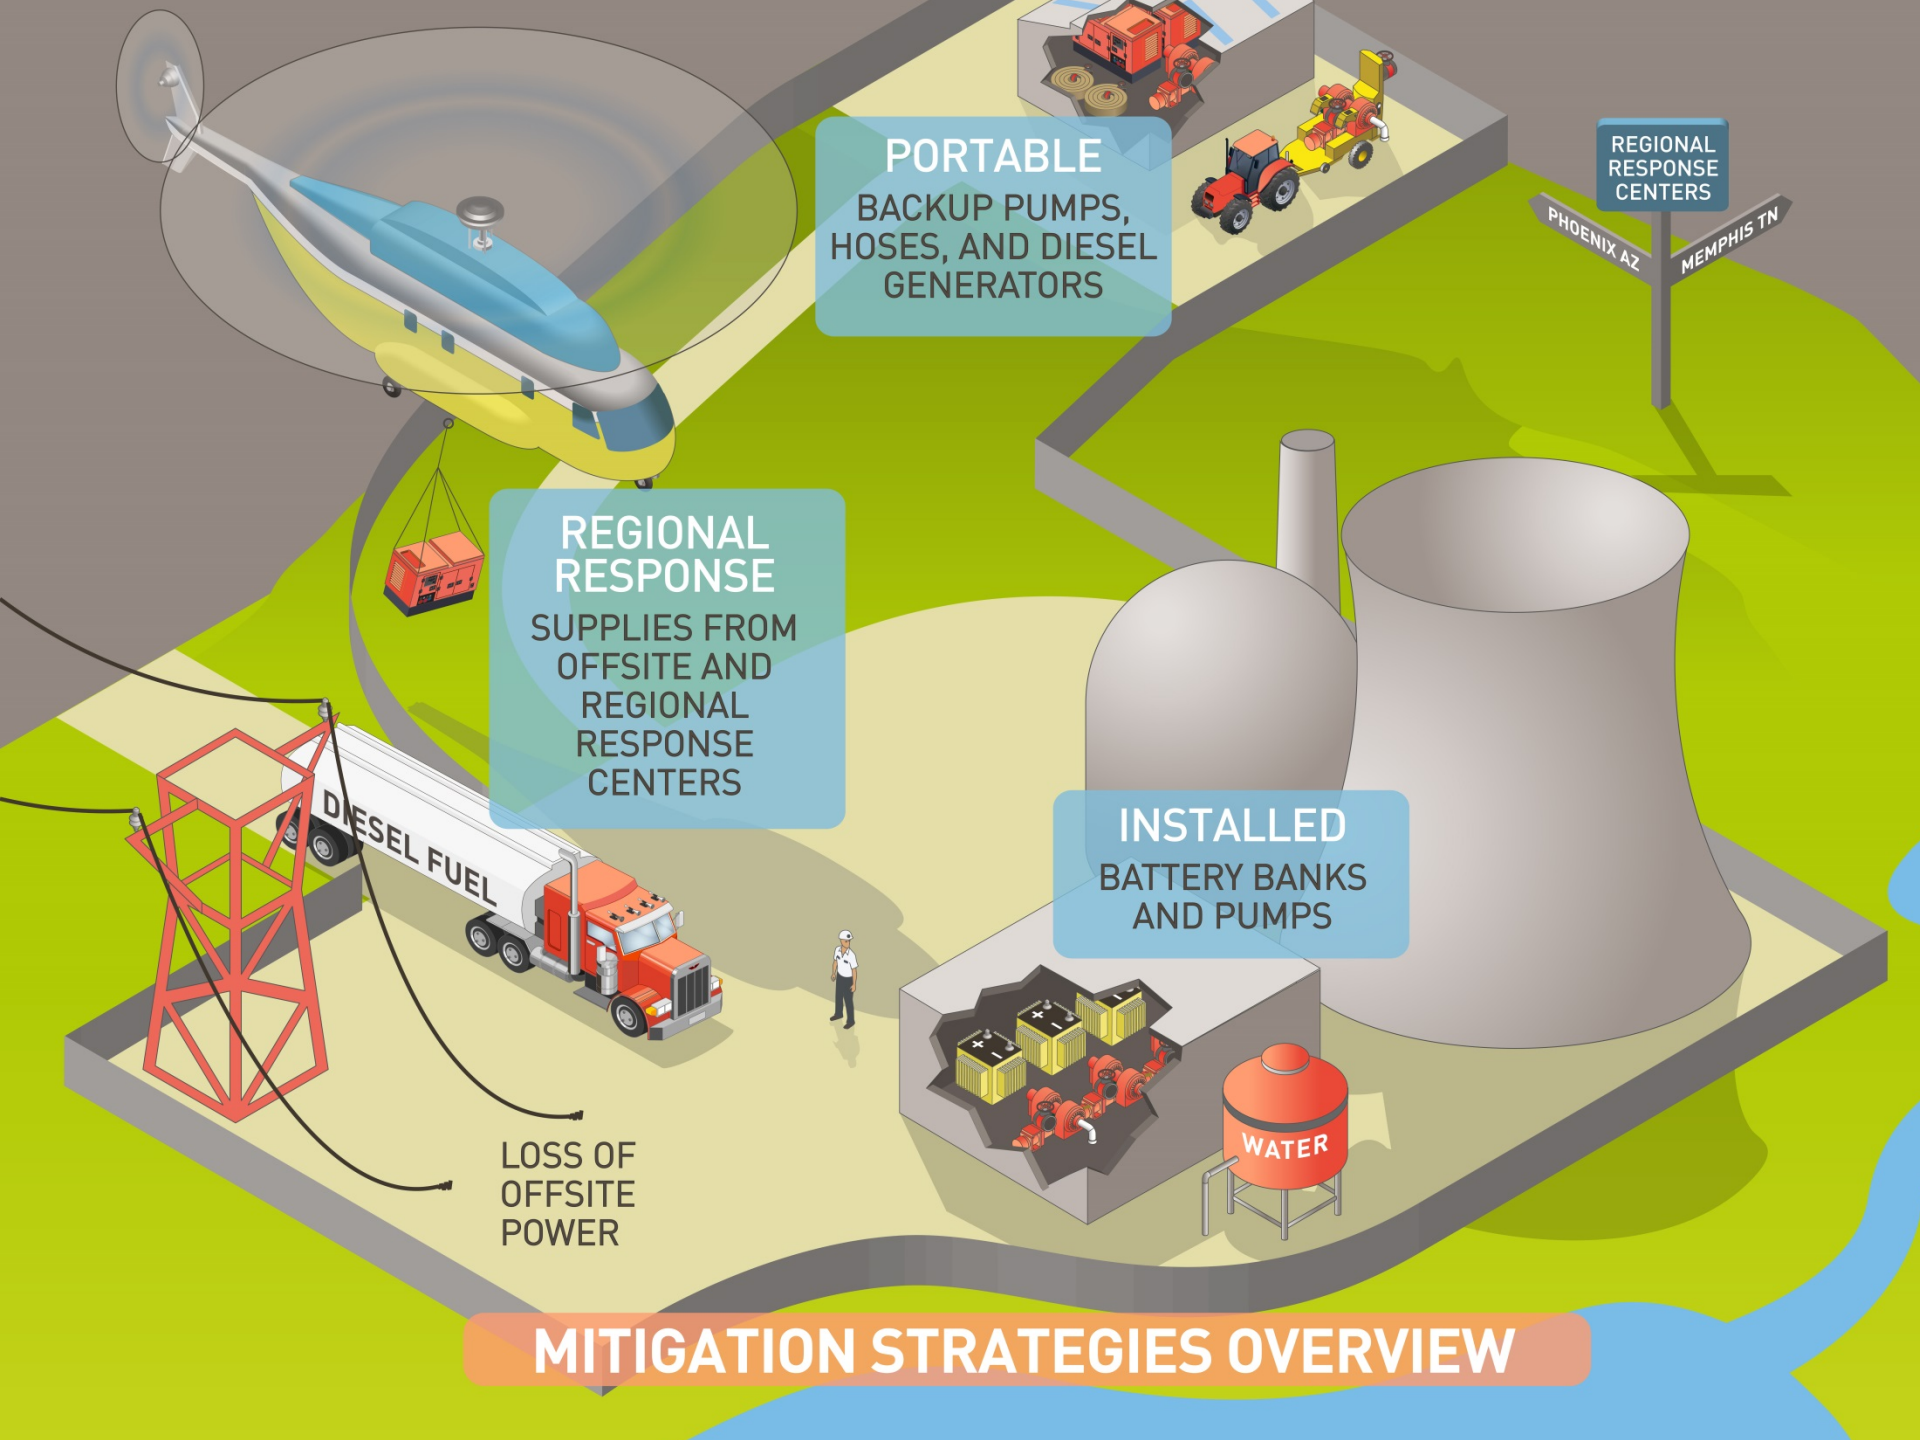 PORTABLE
BACKUP PUMPS,
HOSES, AND DIESEL
GENERATORS
REGIONAL
RESPONSE
CENTERS
PHOENIX AZ
MEMPHIS TN
REGIONAL
RESPONSE
SUPPLIES FROM
OFFSITE AND
REGIONAL
RESPONSE
CENTERS
DIESEL FUEL
INSTALLED
BATTERY BANKS
AND PUMPS
+ −
+ −
−
WATER
LOSS OF
OFFSITE
POWER
MITIGATION STRATEGIES OVERVIEW